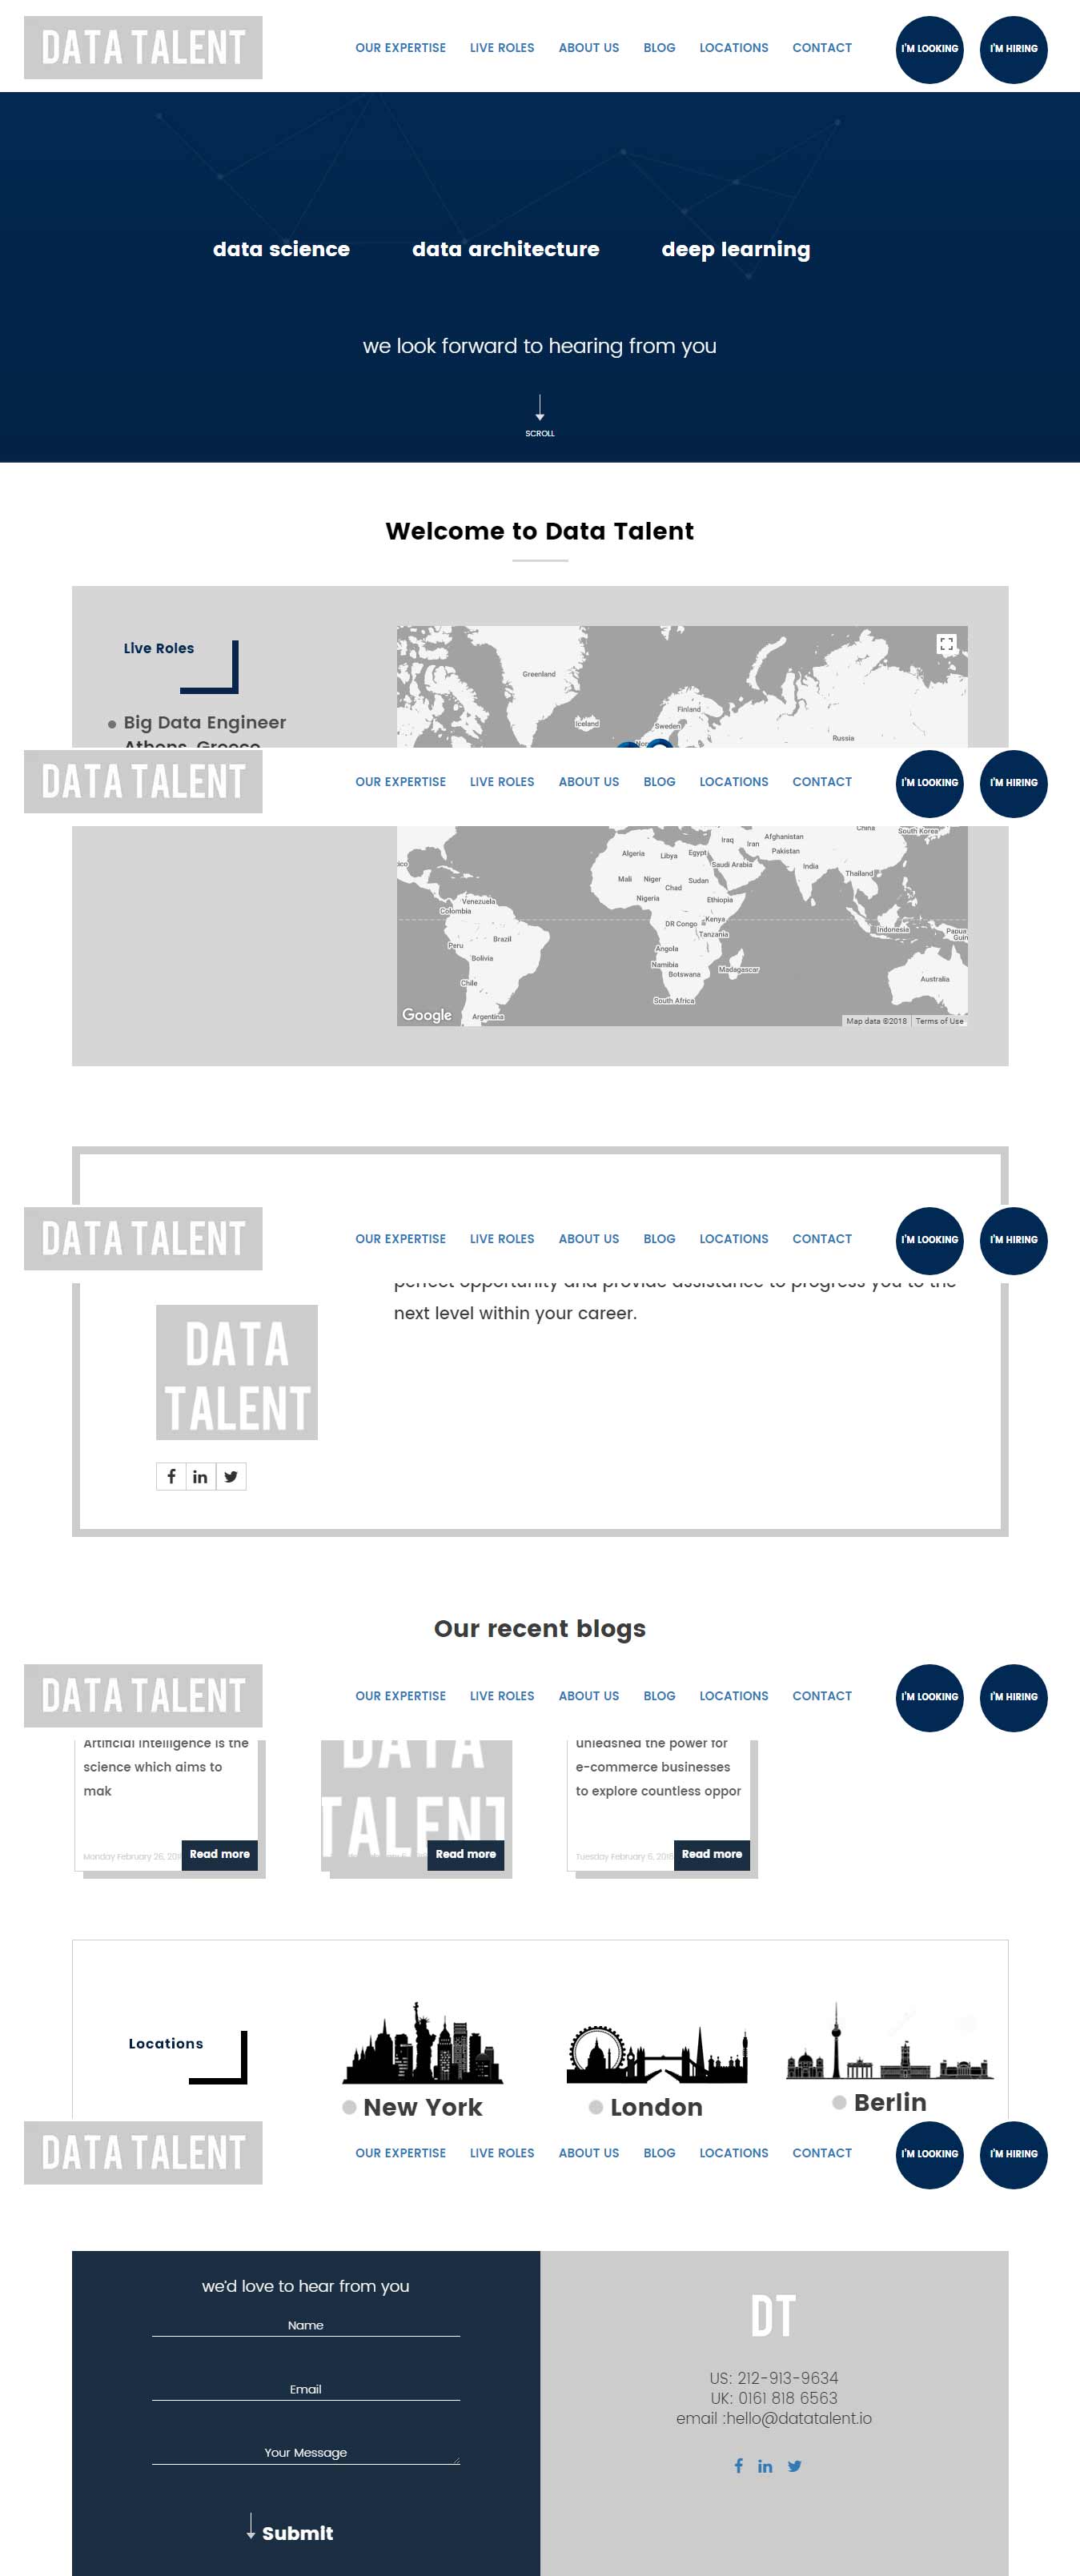 DATA TALENT
OUR EXPERTISE LIVE ROLES ABOUT US BLOG LOCATIONS CONTACT
I'M LOOKING I'M HIRING
data science data architecture deep learning
we look forward to hearing from you
SCROLL
Welcome to Data Talent
Live Roles
Big Data Engineer
Athens, Greece
Greenland
Iceland
Finland
Sweden
Russia
DATA TALENT
OUR EXPERTISE LIVE ROLES ABOUT US BLOG LOCATIONS CONTACT
I'M LOOKING I'M HIRING
China
South Korea
Afghanistan
Iraq
Iran
Pakistan
Algeria
Libya
Egypt
Saudi Arabia
India
Thailand
Mali
Niger
Sudan
Chad
Nigeria
Ethiopia
Venezuela
Colombia
DR Congo
Kenya
Tanzania
Indonesia
Papua
Brazil
Peru
Bolivia
Angola
Namibia
Botswana
Madagascar
Chile
Australia
South Africa
Argentina
Google
Map data ©2018 Terms of Use
DATA TALENT
OUR EXPERTISE LIVE ROLES ABOUT US BLOG LOCATIONS CONTACT
I'M LOOKING I'M HIRING
perfect opportunity and provide assistance to progress you to the
next level within your career.
DATA
TALENT
Our recent blogs
DATA TALENT
OUR EXPERTISE LIVE ROLES ABOUT US BLOG LOCATIONS CONTACT
I'M LOOKING I'M HIRING
Artificial intelligence is the
science which aims to
mak
Monday February 26, 201
Read more
DATA
TALENT
Read more
unleashed the power for
e-commerce businesses
to explore countless oppor
Tuesday February 6, 2018
Read more
Locations
New York
London
Berlin
DATA TALENT
OUR EXPERTISE LIVE ROLES ABOUT US BLOG LOCATIONS CONTACT
I'M LOOKING I'M HIRING
we'd love to hear from you
Name
Email
Your Message
Submit
DT
US: 212-913-9634
UK: 0161 818 6563
email :hello@datatalent.io